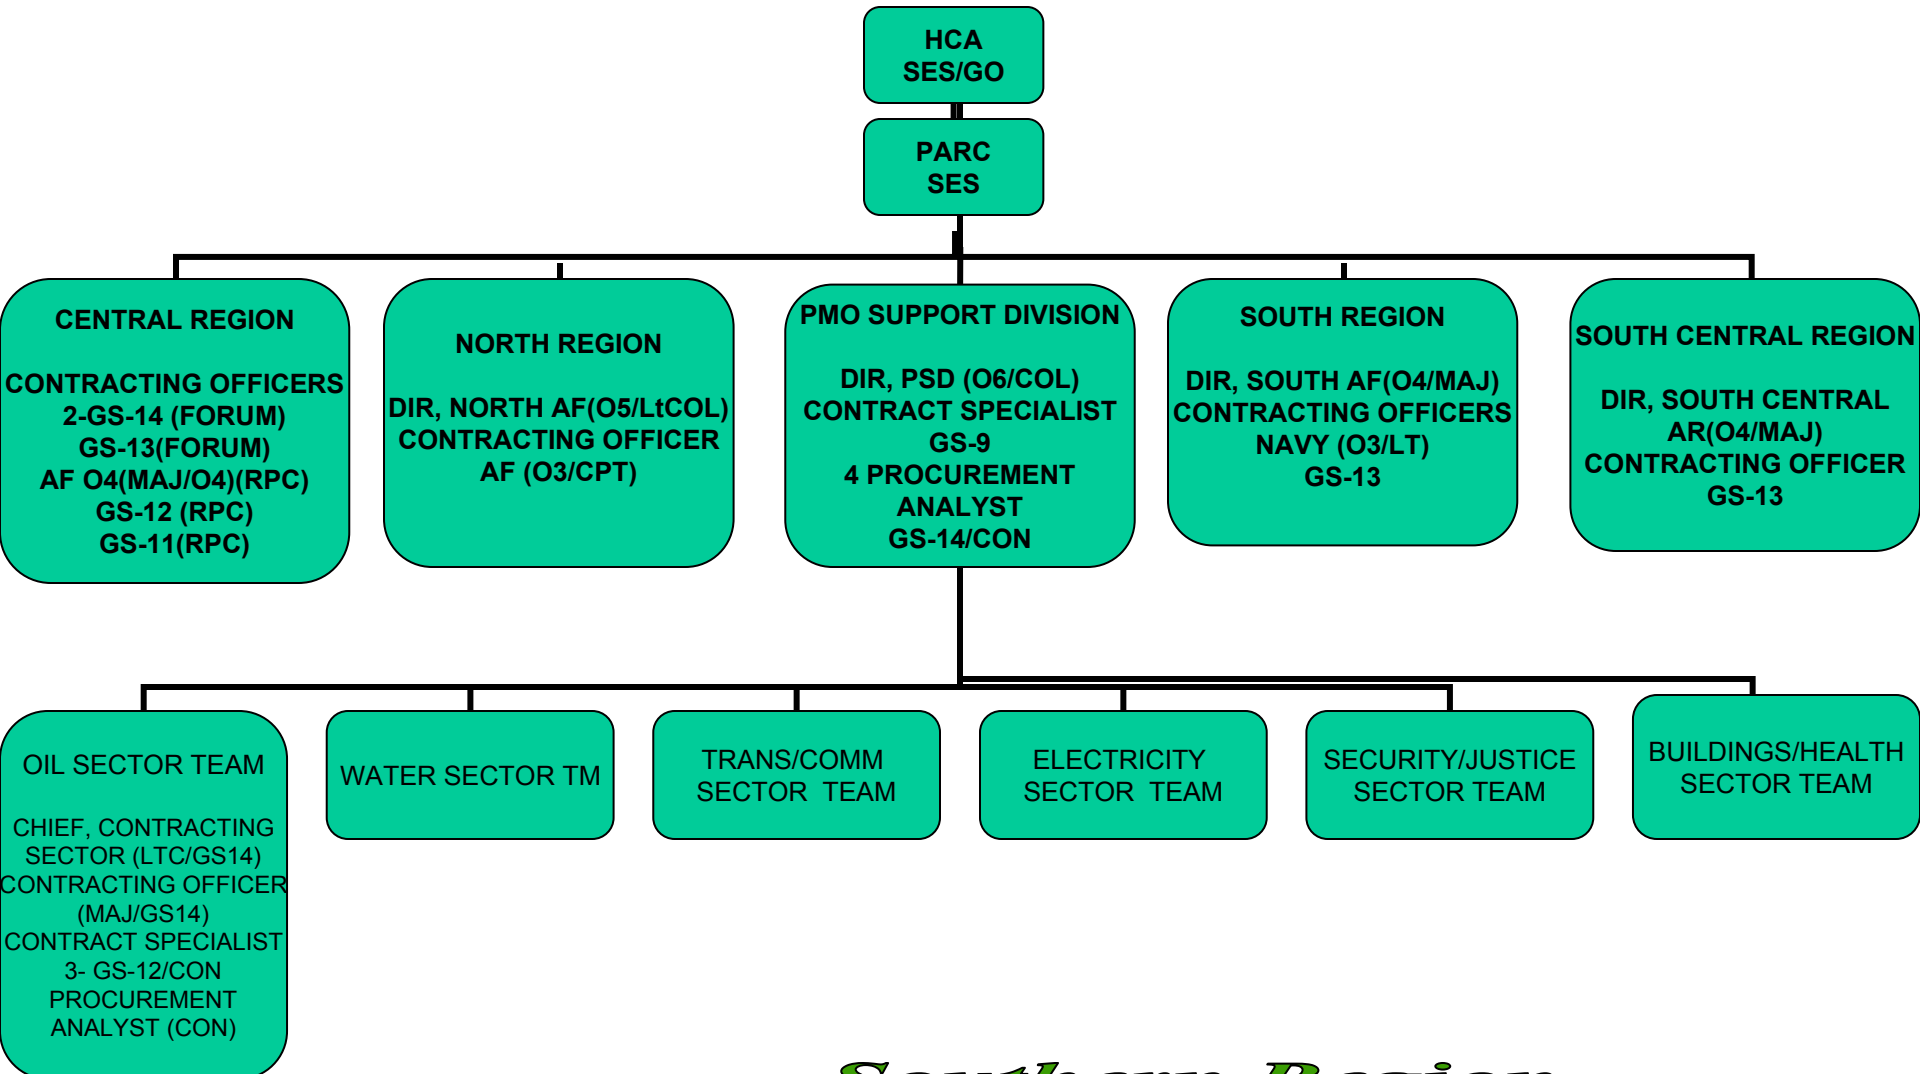 HCA
SES/GO
PARC
SES
CENTRAL REGION
CONTRACTING OFFICERS
2-GS-14 (FORUM)
GS-13(FORUM)
AF O4(MAJ/O4)(RPC)
GS-12 (RPC)
GS-11(RPC)
NORTH REGION
DIR, NORTH AF(O5/LtCOL)
CONTRACTING OFFICER
AF (O3/CPT)
PMO SUPPORT DIVISION
DIR, PSD (O6/COL)
CONTRACT SPECIALIST
GS-9
4 PROCUREMENT
ANALYST
GS-14/CON
SOUTH REGION
DIR, SOUTH AF(O4/MAJ)
CONTRACTING OFFICERS
NAVY (O3/LT)
GS-13
SOUTH CENTRAL REGION
DIR, SOUTH CENTRAL
AR(O4/MAJ)
CONTRACTING OFFICER
GS-13
OIL SECTOR TEAM
CHIEF, CONTRACTING
SECTOR (LTC/GS14)
CONTRACTING OFFICER
(MAJ/GS14)
CONTRACT SPECIALIST
3- GS-12/CON
PROCUREMENT
ANALYST (CON)
WATER SECTOR TM
TRANS/COMM
SECTOR TEAM
ELECTRICITY
SECTOR TEAM
SECURITY/JUSTICE
SECTOR TEAM
BUILDINGS/HEALTH
SECTOR TEAM
Southern Region